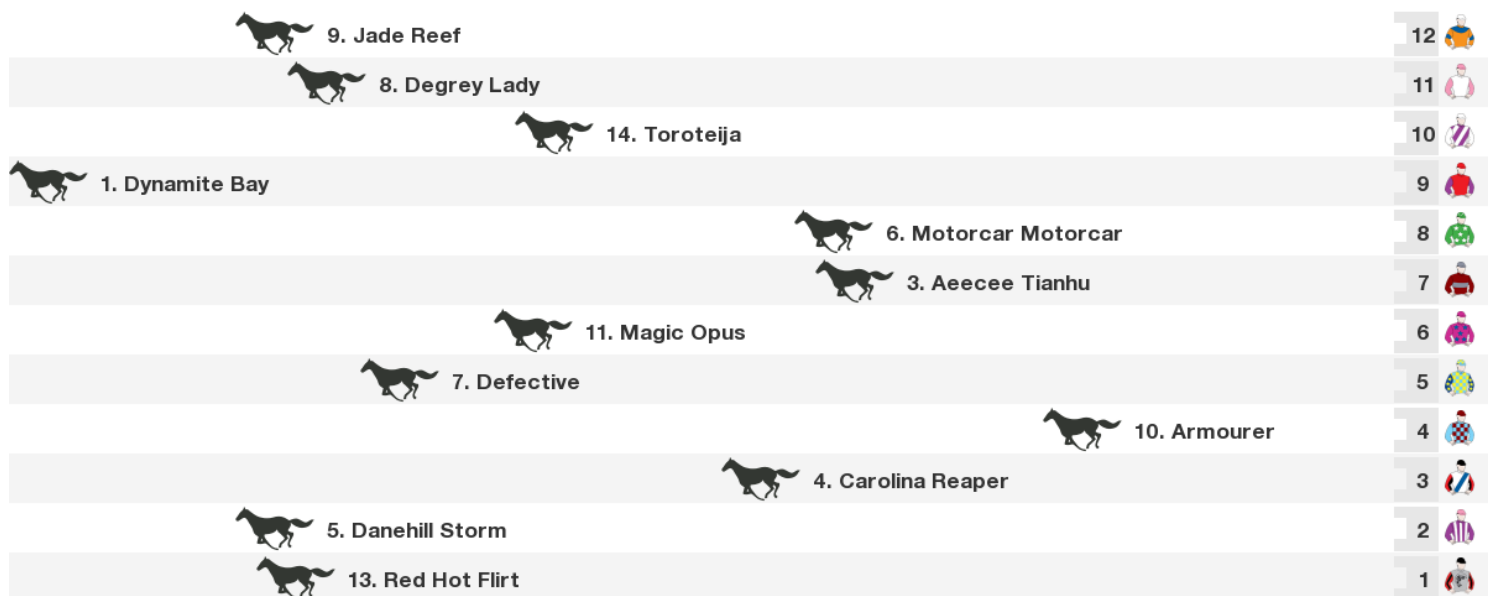 9. Jade Reef 12
8. Degrey Lady 11
14. Toroteija 10
1. Dynamite Bay 9
6. Motorcar Motorcar 8
3. Aeecee Tianhu 7
11. Magic Opus 6
7. Defective 5
10. Armourer 4
4. Carolina Reaper 3
5. Danehill Storm 2
13. Red Hot Flirt 1